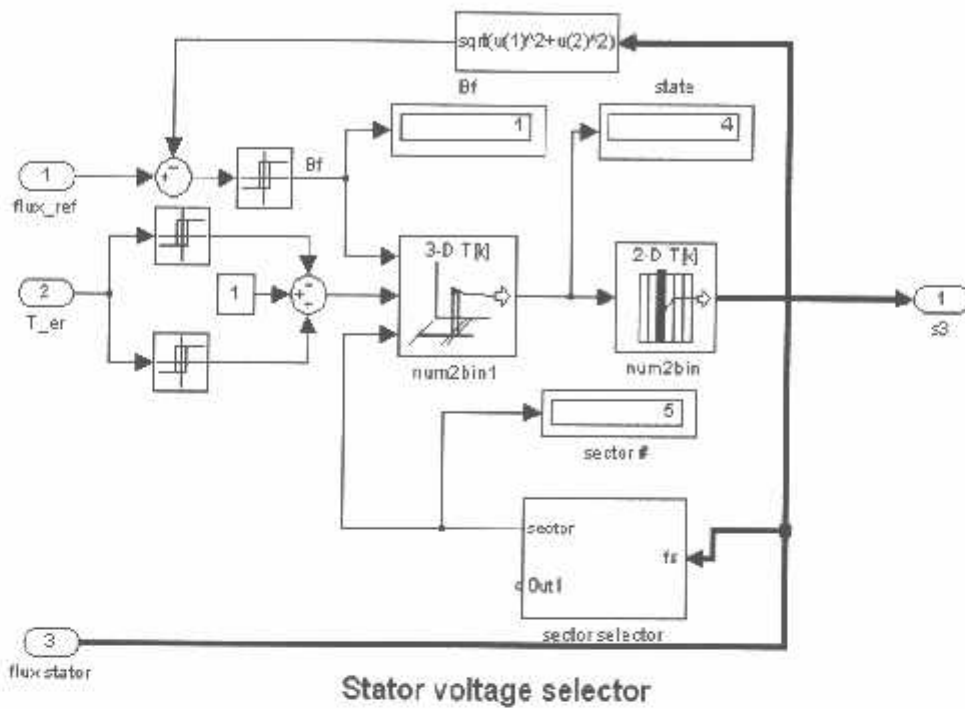 sqrt(u(1)^2+u(2)^2)
Bf
state
1
4
1
flux_ref
+
-
Bf
2
T_er
1
+
-
-
3-D T[k]
num2bin1
2-D T[k]
num2bin
1
s3
5
sector #
sector
fs
Out1
sector selector
3
flux stator
Stator voltage selector